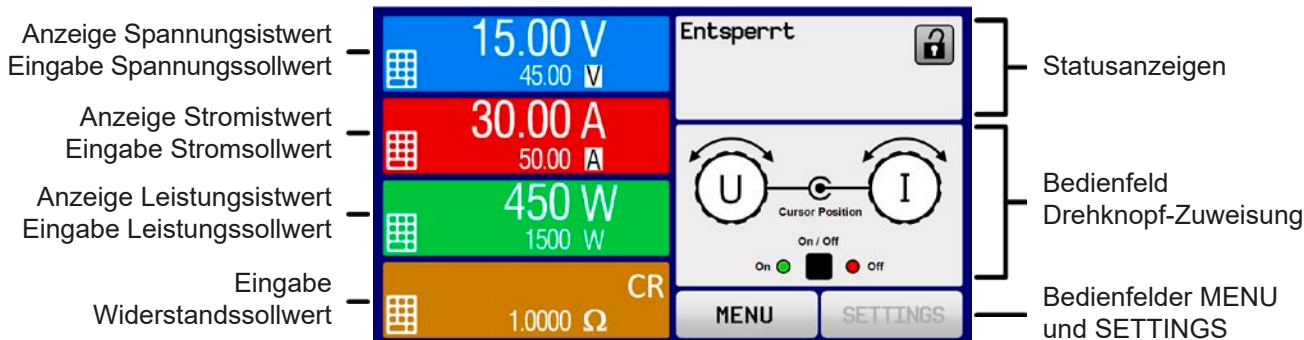 Anzeige Spannungsistwert
Eingabe Spannungssollwert
Anzeige Stromistwert
Eingabe Stromsollwert
Anzeige Leistungsistwert
Eingabe Leistungssollwert
Eingabe
Widerstandssollwert
15.00 V
45.00 V
30.00 A
50.00 A
450 W
1500 W
CR
1.0000 Ω
Entsperrt
U
I
Cursor Position
On / Off
On
Off
MENU
SETTINGS
Statusanzeigen
Bedienfeld
Drehknopf-Zuweisung
Bedienfelder MENU
und SETTINGS